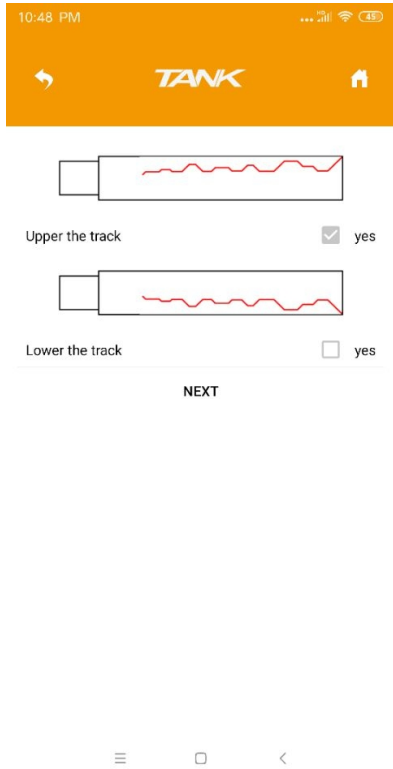 10:48 PM
45
TANK
Upper the track
yes
Lower the track
yes
NEXT